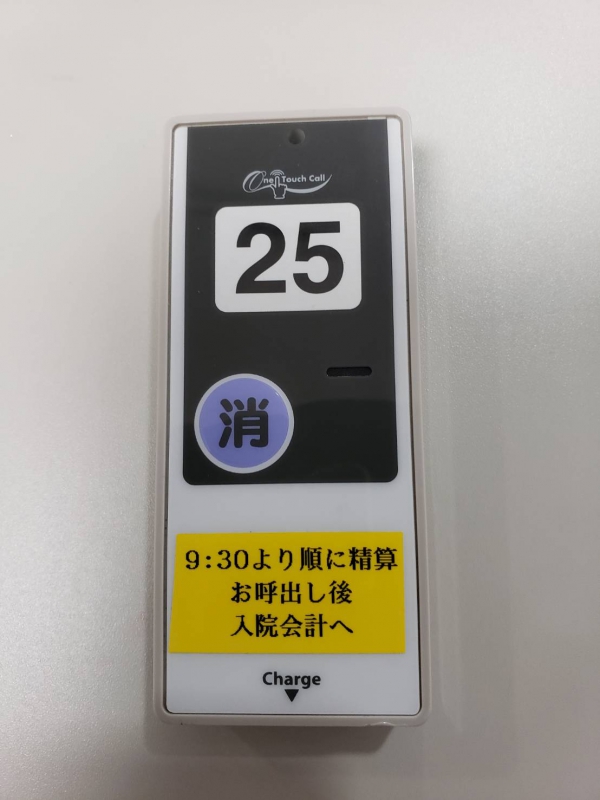 One Touch Call
25
消
9:30より順に精算
お呼出し後
入院会計へ
Charge